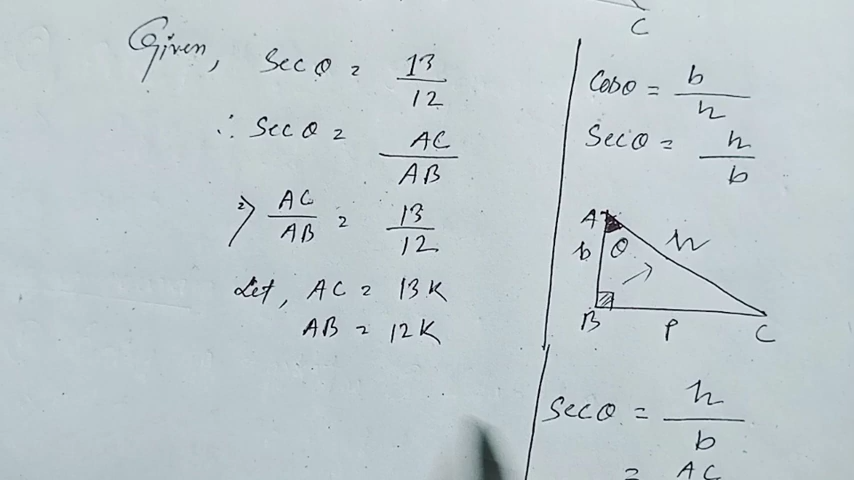 C
Given, Sec θ = 13/12
∴ Sec θ = AC/AB
⇒ AC/AB = 13/12
Let, AC = 13K
AB = 12K
Cos θ = b/h
Sec θ = h/b
A
b θ h
B P C
Sec θ = h/b
= AC